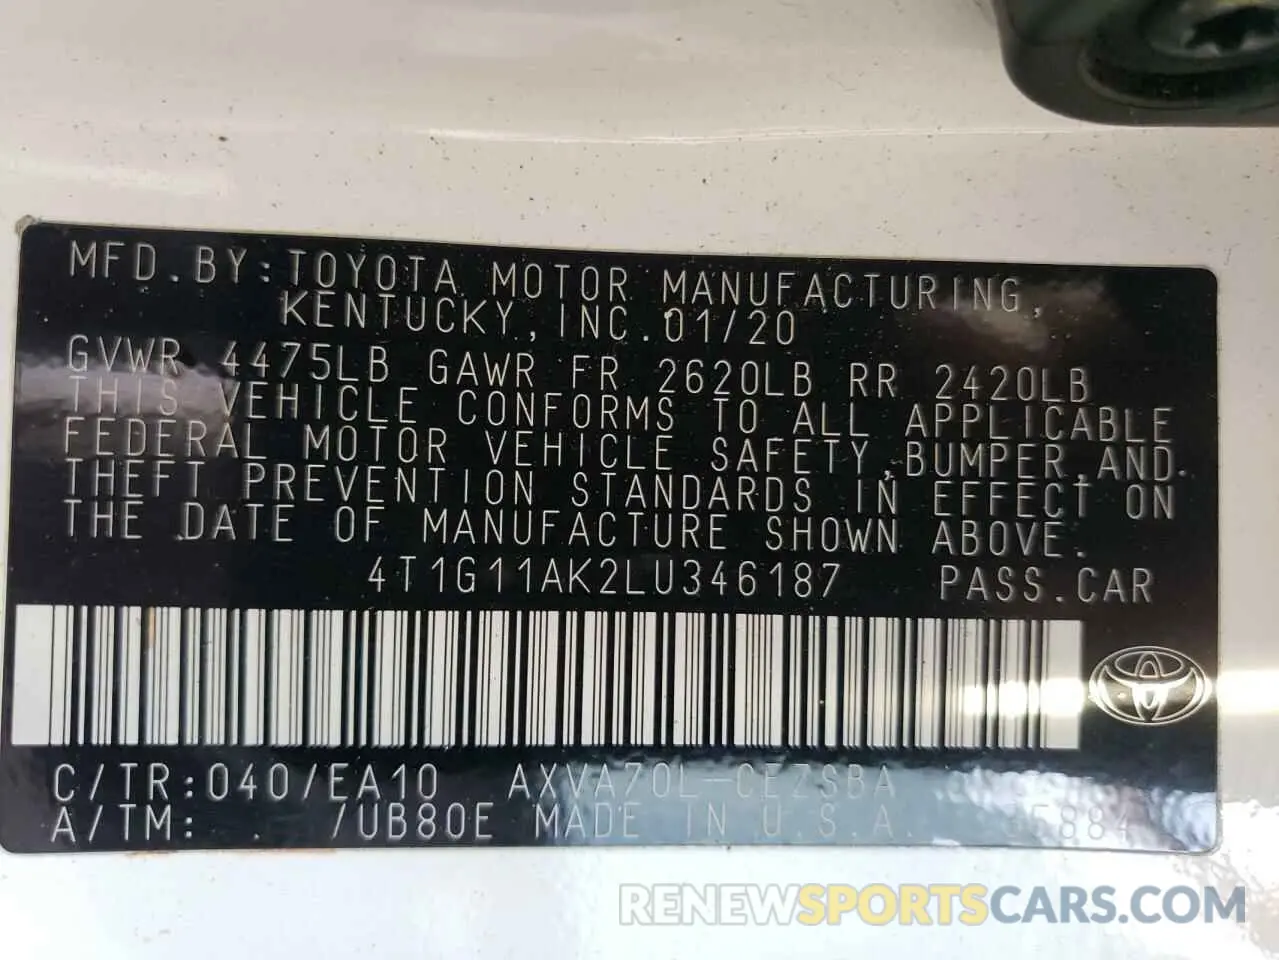 MFD.BY:TOYOTA MOTOR MANUFACTURING,
KENTUCKY,INC.01/20
GVWR 4475LB GAWR FR 2620LB RR 2420LB
THIS VEHICLE CONFORMS TO ALL APPLICABLE
FEDERAL MOTOR VEHICLE SAFETY,BUMPER,AND
THEFT PREVENTION STANDARDS IN EFFECT ON
THE DATE OF MANUFACTURE SHOWN ABOVE.
4T1G11AK2LU346187 PASS.CAR
C/TR:040/EA10 AXVA70L-CEZSBA
A/TM: /UB80E MADE IN U.S.A.
RENEWSPORTSCARS.COM